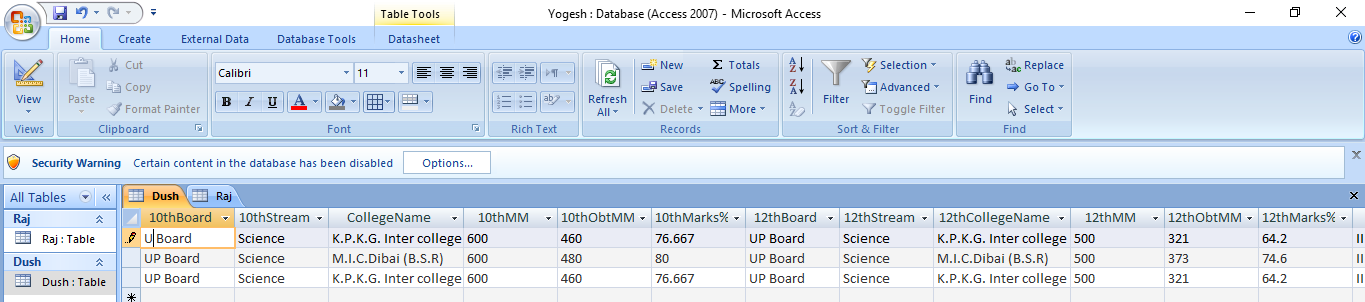 Table Tools Yogesh : Database (Access 2007) - Microsoft Access
Home Create External Data Database Tools Datasheet
View
Views
Paste
Cut
Copy
Format Painter
Clipboard
Calibri 11
B I U A
Font
ab
Rich Text
Refresh All
New
Save
Delete
Σ Totals
ABC Spelling
More
Records
A Z
Z A
Filter
Selection
Advanced
Toggle Filter
Sort & Filter
Find
Replace
Go To
Select
Find
Security Warning Certain content in the database has been disabled Options...
All Tables «
Raj
Raj : Table
Dush
Dush : Table
Dush Raj
10thBoard 10thStream CollegeName 10thMM 10thObtMM 10thMarks% 12thBoard 12thStream 12thCollegeName 12thMM 12thObtMM 12thMarks%
U Board Science K.P.K.G. Inter college 600 460 76.667 UP Board Science K.P.K.G. Inter college 500 321 64.2 II
UP Board Science M.I.C.Dibai (B.S.R) 600 480 80 UP Board Science M.I.C.Dibai (B.S.R) 500 373 74.6 II
UP Board Science K.P.K.G. Inter college 600 460 76.667 UP Board Science K.P.K.G. Inter college 500 321 64.2 II